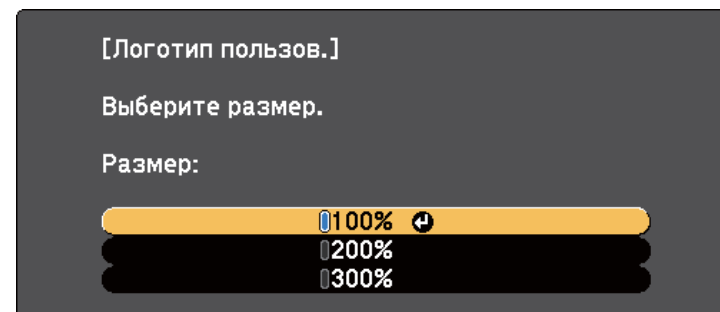 [Логотип пользов.]
Выберите размер.
Размер:
100%
200%
300%